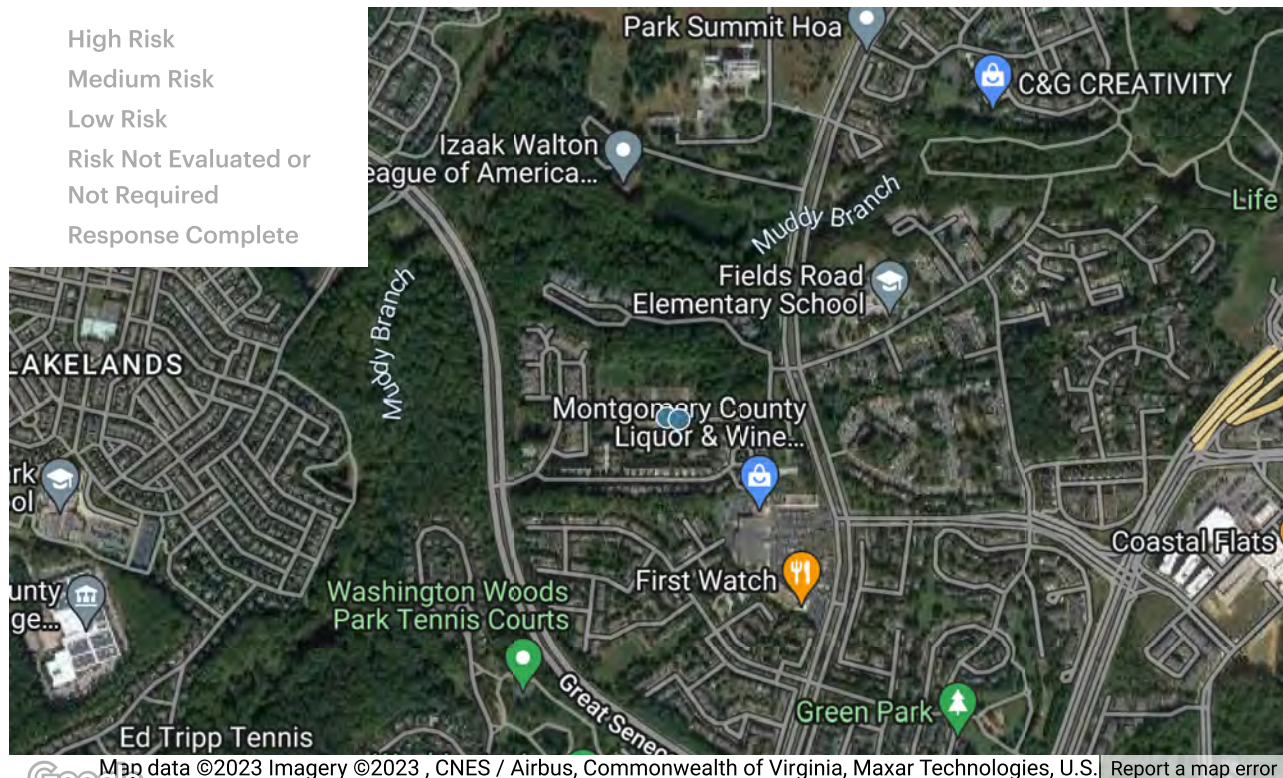 High Risk
Medium Risk
Low Risk
Risk Not Evaluated or
Not Required
Response Complete
Park Summit Hoa
C&G CREATIVITY
Izaak Walton
eague of America...
Muddy Branch
Life
Fields Road
Elementary School
Muddy Branch
LAKELANDS
Montgomery County
Liquor & Wine...
rk
ol
Coastal Flats
First Watch
unty
ge...
Washington Woods
Park Tennis Courts
Great Senec
Green Park
Ed Tripp Tennis
Google
Map data ©2023 Imagery ©2023 , CNES / Airbus, Commonwealth of Virginia, Maxar Technologies, U.S.
Report a map error